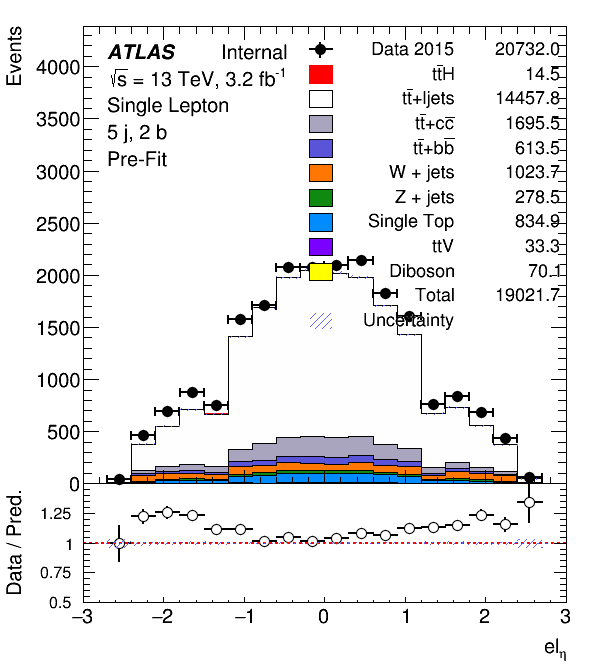 Events
ATLAS Internal
√s = 13 TeV, 3.2 fb⁻¹
Single Lepton
5 j, 2 b
Pre-Fit
Data 2015 20732.0
tt̄H 14.5
tt̄+ljets 14457.8
tt̄+cc̄ 1695.5
tt̄+bb̄ 613.5
W + jets 1023.7
Z + jets 278.5
Single Top 834.9
ttV 33.3
Diboson 70.1
Total 19021.7
Uncertainty
4000
3500
3000
2500
2000
1500
1000
500
0
Data / Pred.
1.25
1
0.75
0.5
−3 −2 −1 0 1 2 3
el_η